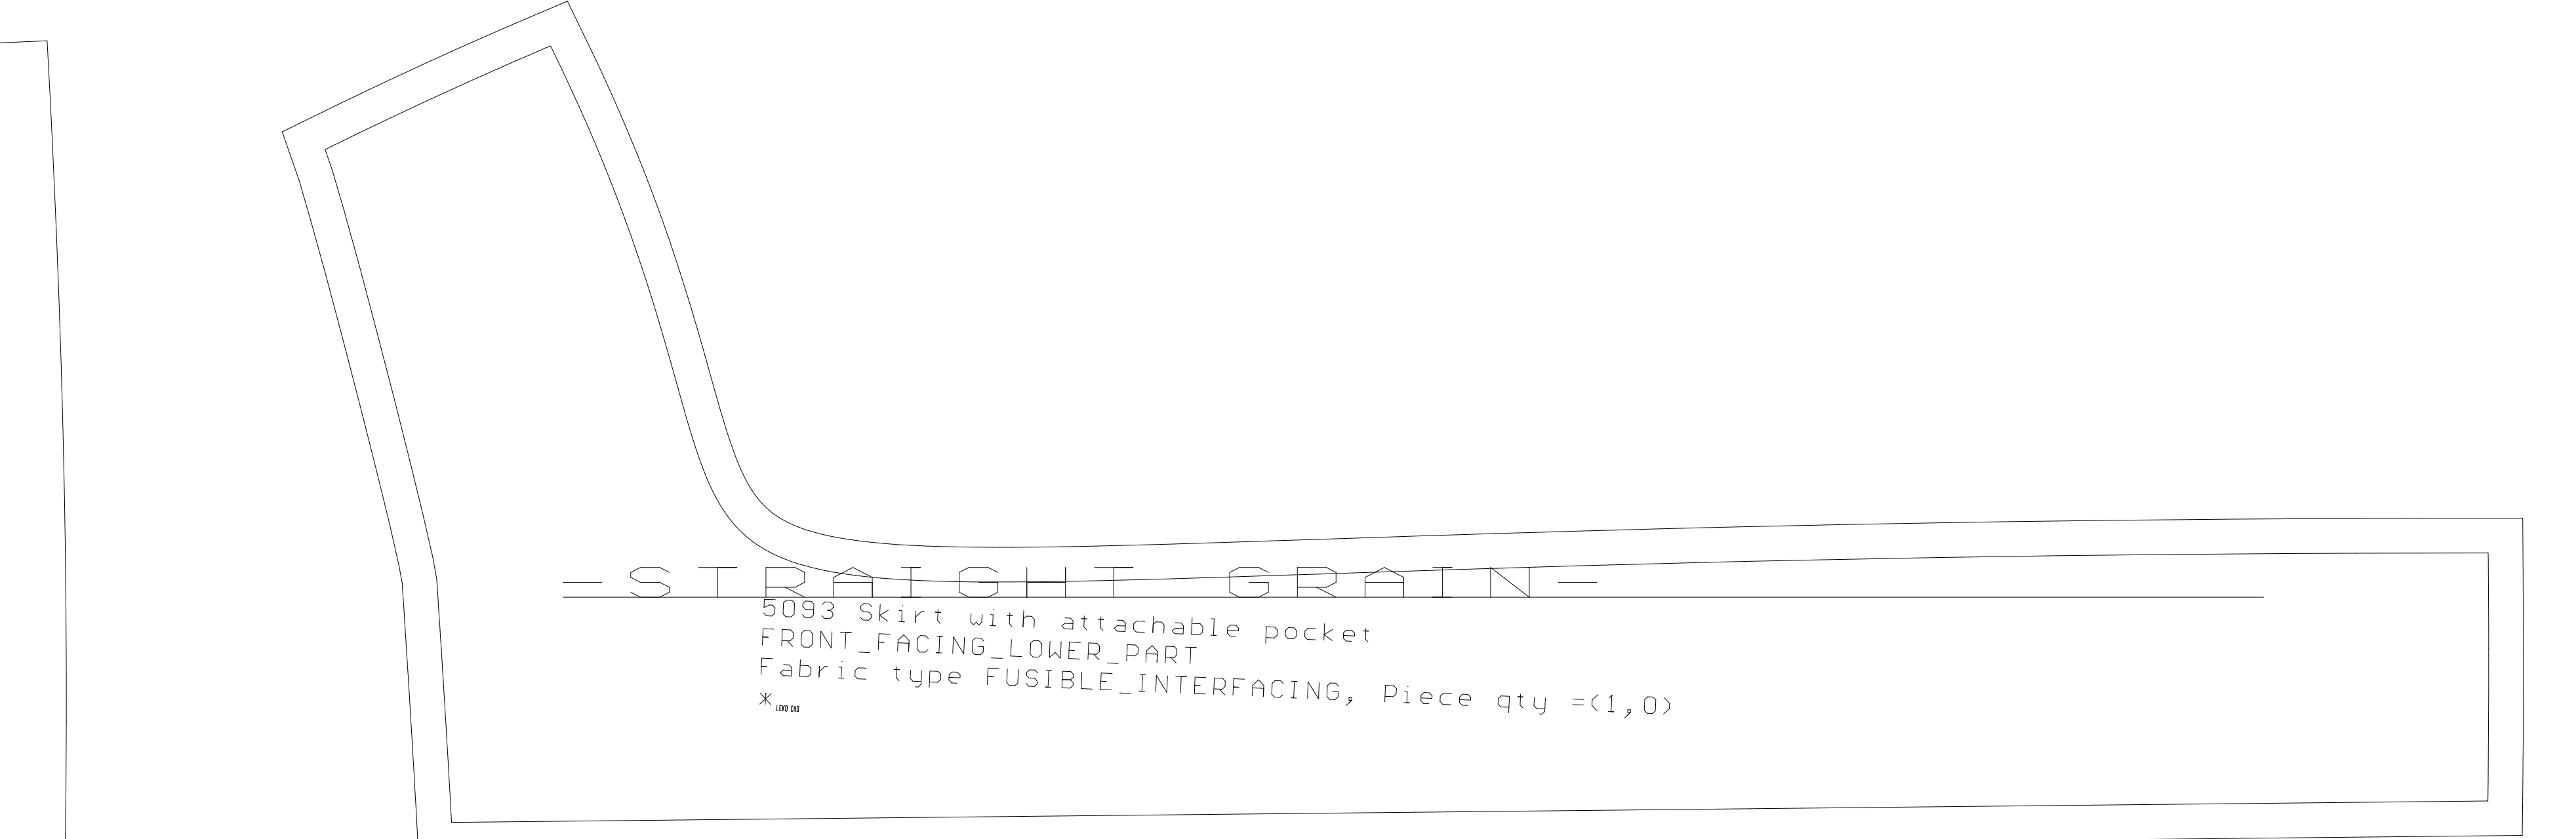 -STRAIGHT GRAIN-
5093 Skirt with attachable pocket
FRONT_FACING_LOWER_PART
Fabric type FUSIBLE_INTERFACING, Piece qty =(1,0)